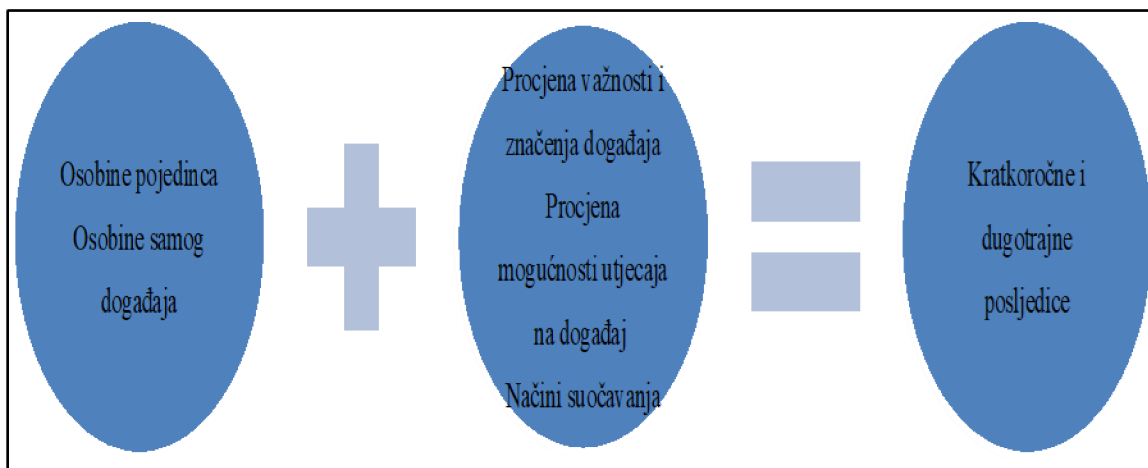 Osobine pojedinca
Osobine samog
događaja
Procjena važnosti i
značenja događaja
Procjena
mogućnosti utjecaja
na događaj
Načini suočavanja
Kratkoročne i
dugotrajne
posljedice